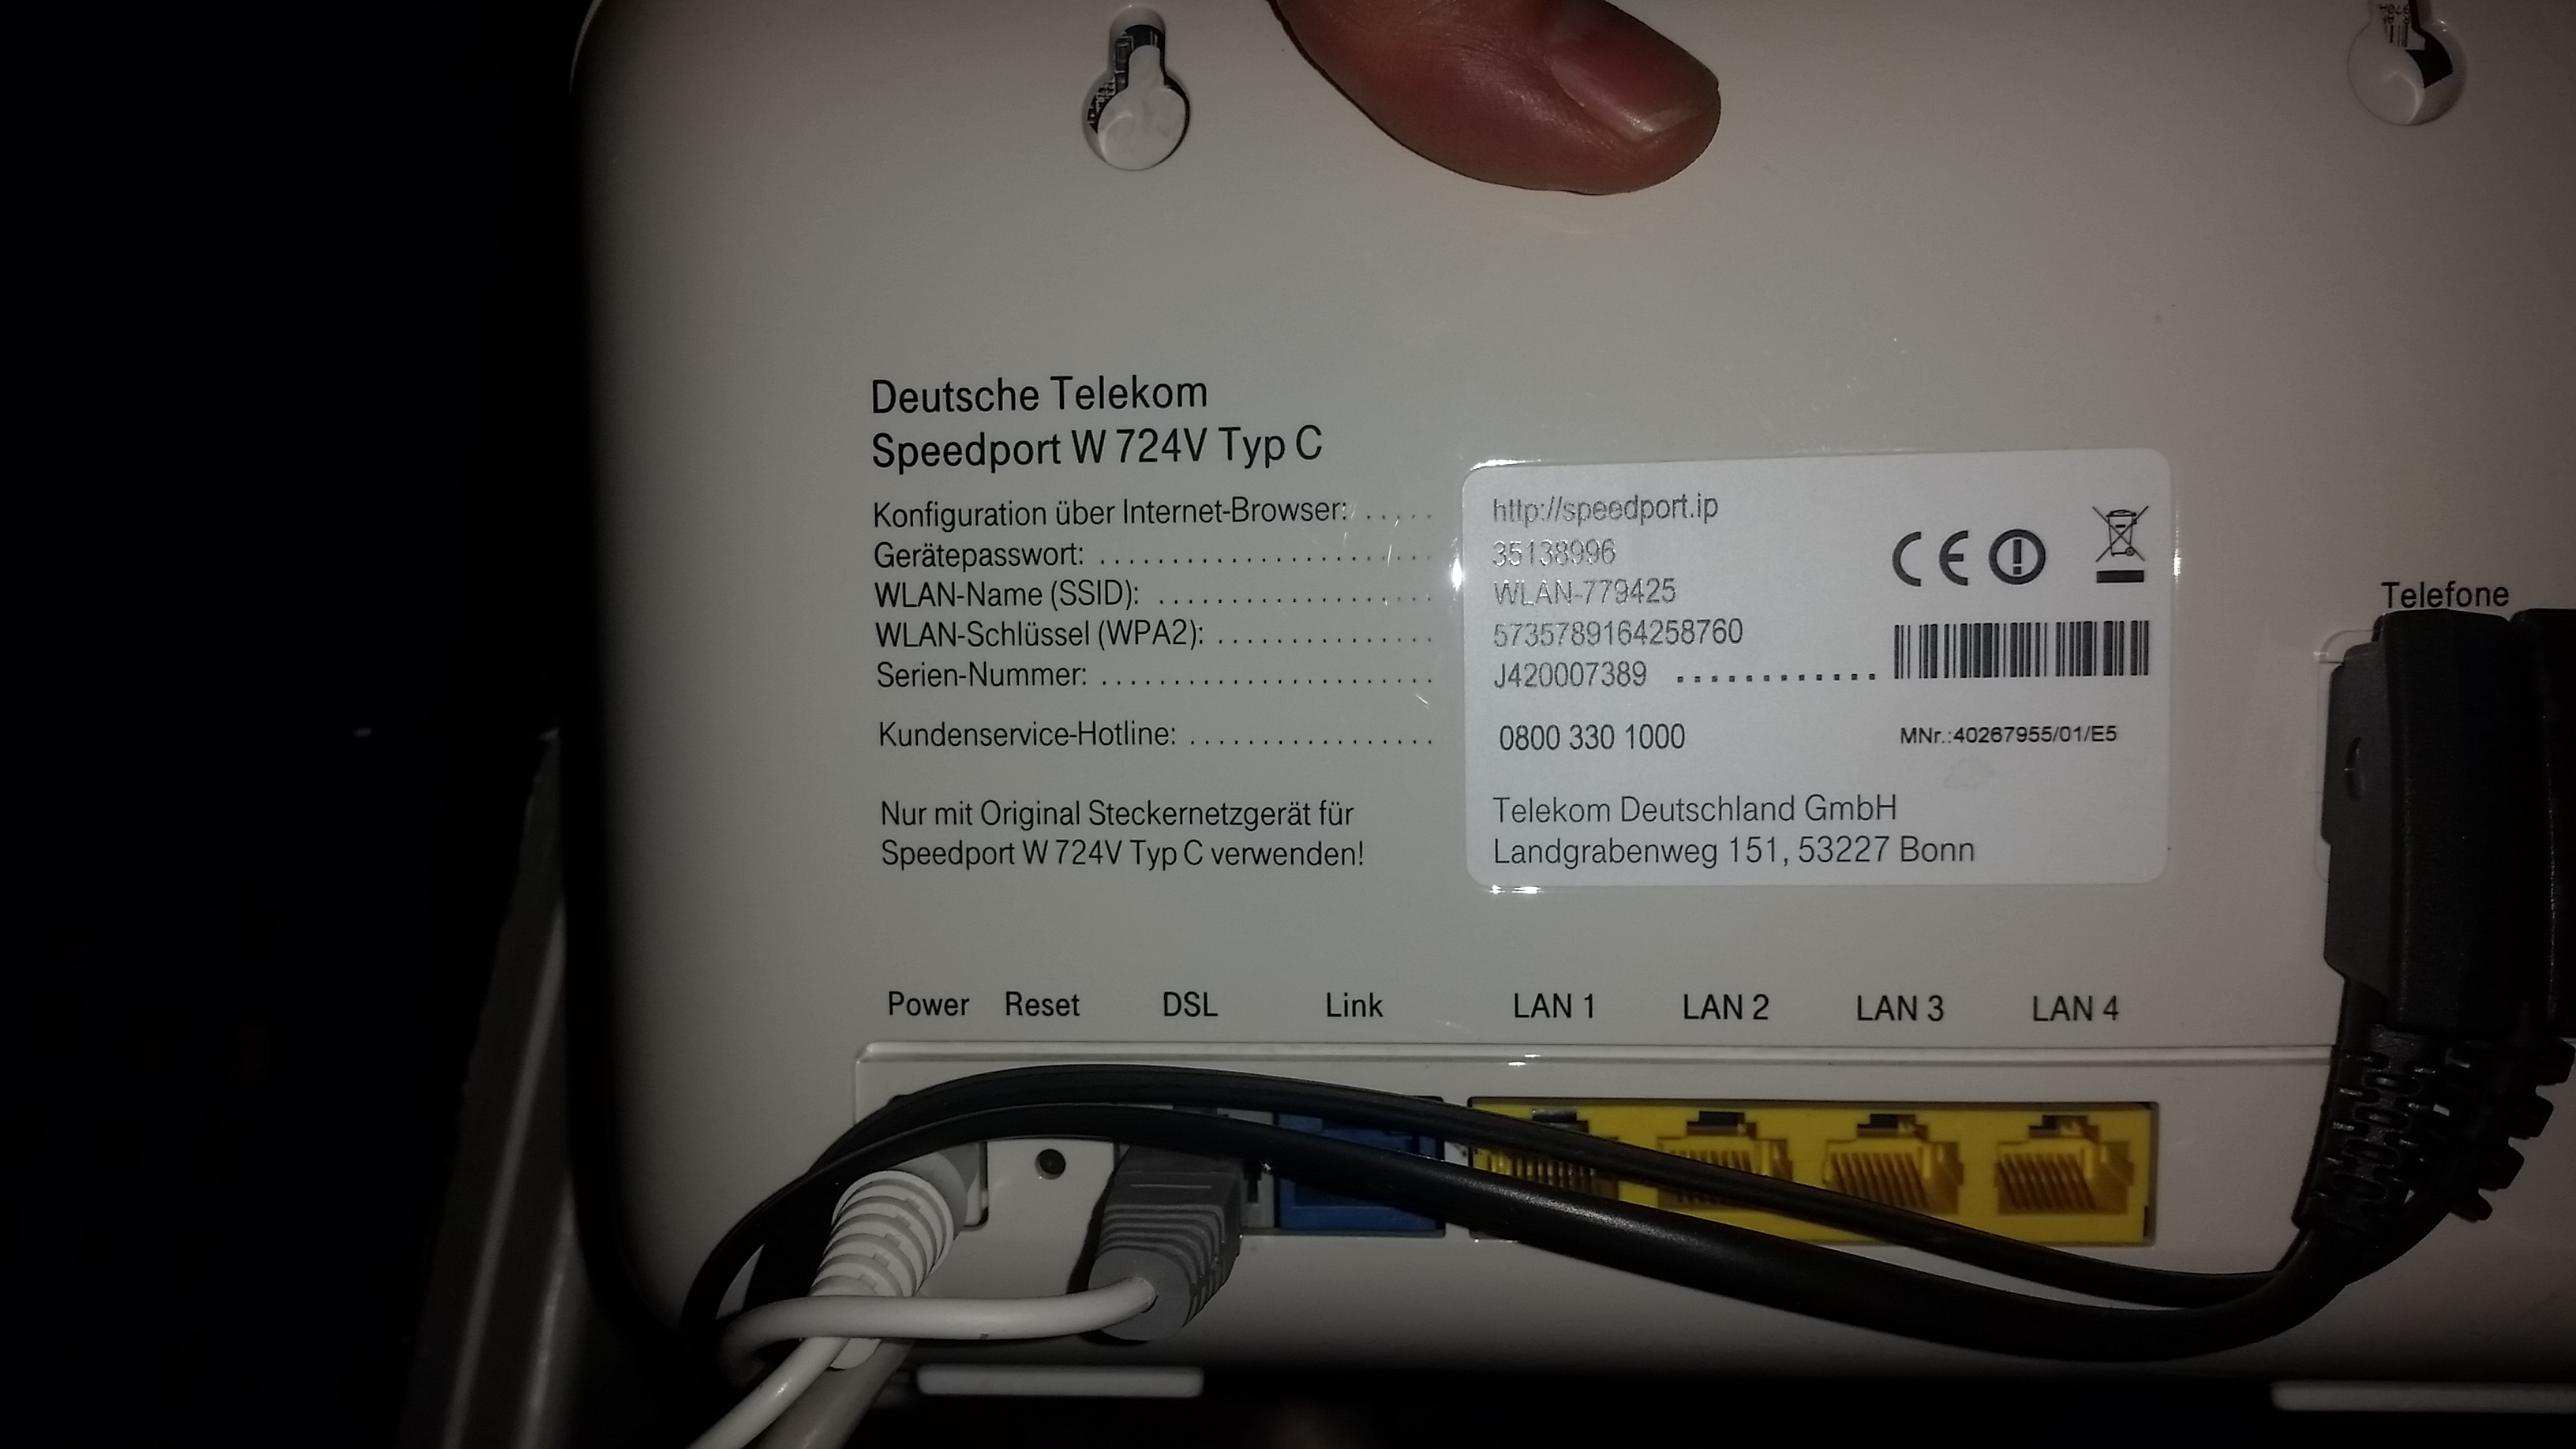 Deutsche Telekom
Speedport W 724V Typ C
Konfiguration über Internet-Browser: ..... http://speedport.ip
Gerätepasswort: ........................ 35138996
WLAN-Name (SSID): .................... WLAN-779425
WLAN-Schlüssel (WPA2): ............... 5735789164258760
Serien-Nummer: ........................ J420007389 ............
Kundenservice-Hotline: .................. 0800 330 1000
MNr.:40267955/01/E5
Nur mit Original Steckernetzgerät für
Speedport W 724V Typ C verwenden!
Telekom Deutschland GmbH
Landgrabenweg 151, 53227 Bonn
CE
Telefone
Power Reset DSL Link LAN 1 LAN 2 LAN 3 LAN 4